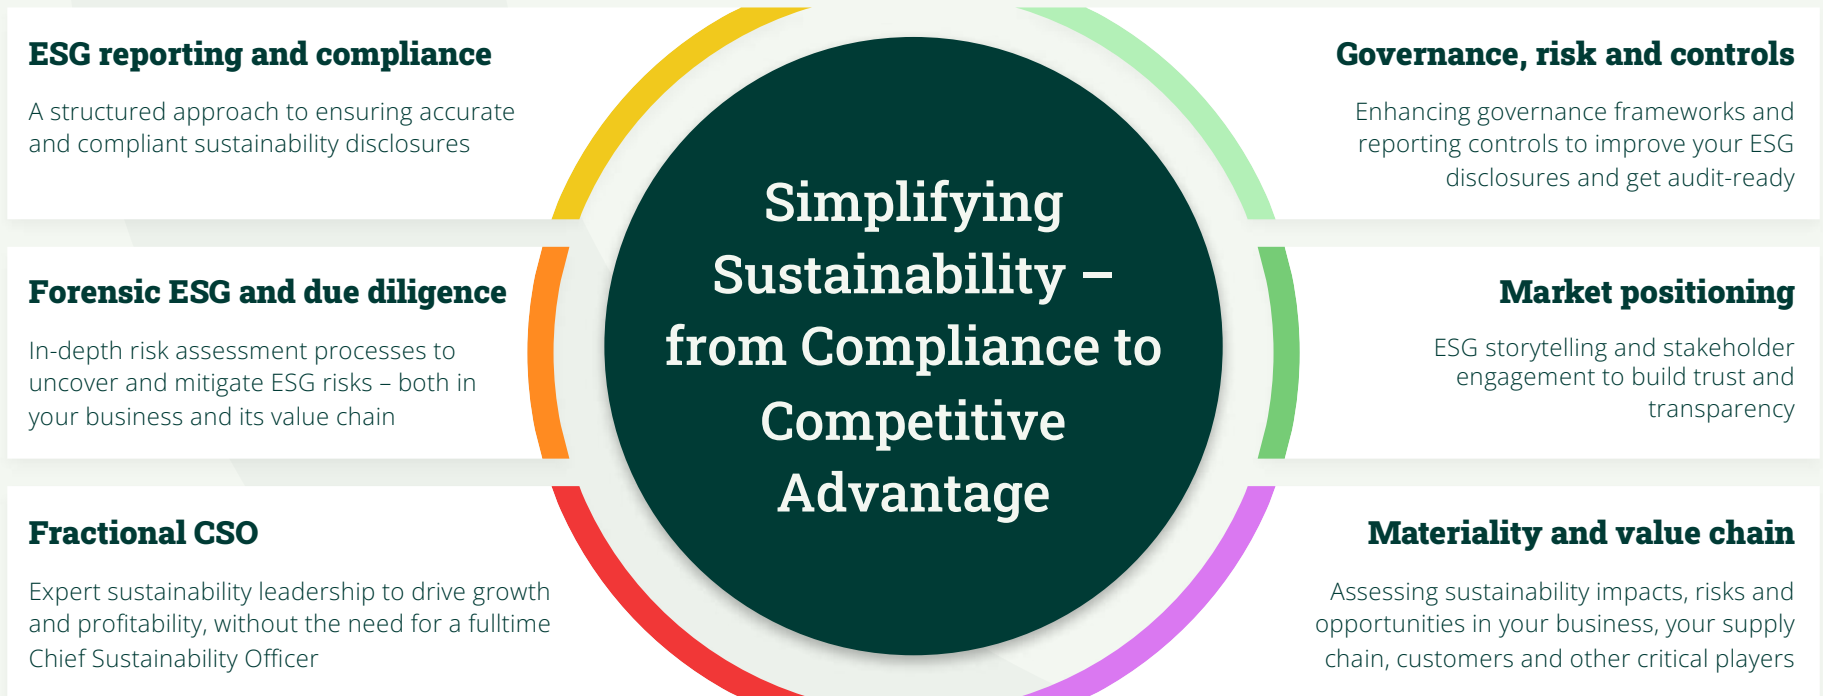 ESG reporting and compliance
A structured approach to ensuring accurate
and compliant sustainability disclosures
Forensic ESG and due diligence
In-depth risk assessment processes to
uncover and mitigate ESG risks – both in
your business and its value chain
Fractional CSO
Expert sustainability leadership to drive growth
and profitability, without the need for a fulltime
Chief Sustainability Officer
Simplifying
Sustainability –
from Compliance to
Competitive
Advantage
Governance, risk and controls
Enhancing governance frameworks and
reporting controls to improve your ESG
disclosures and get audit-ready
Market positioning
ESG storytelling and stakeholder
engagement to build trust and
transparency
Materiality and value chain
Assessing sustainability impacts, risks and
opportunities in your business, your supply
chain, customers and other critical players